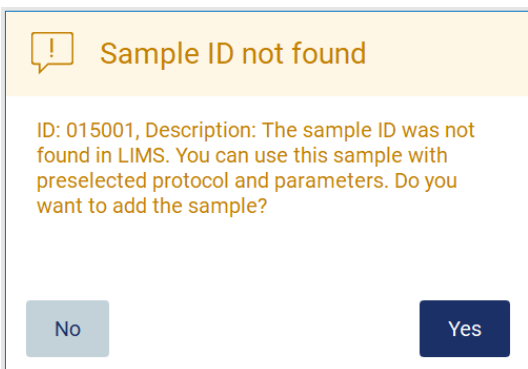 Sample ID not found
ID: 015001, Description: The sample ID was not
found in LIMS. You can use this sample with
preselected protocol and parameters. Do you
want to add the sample?
No
Yes